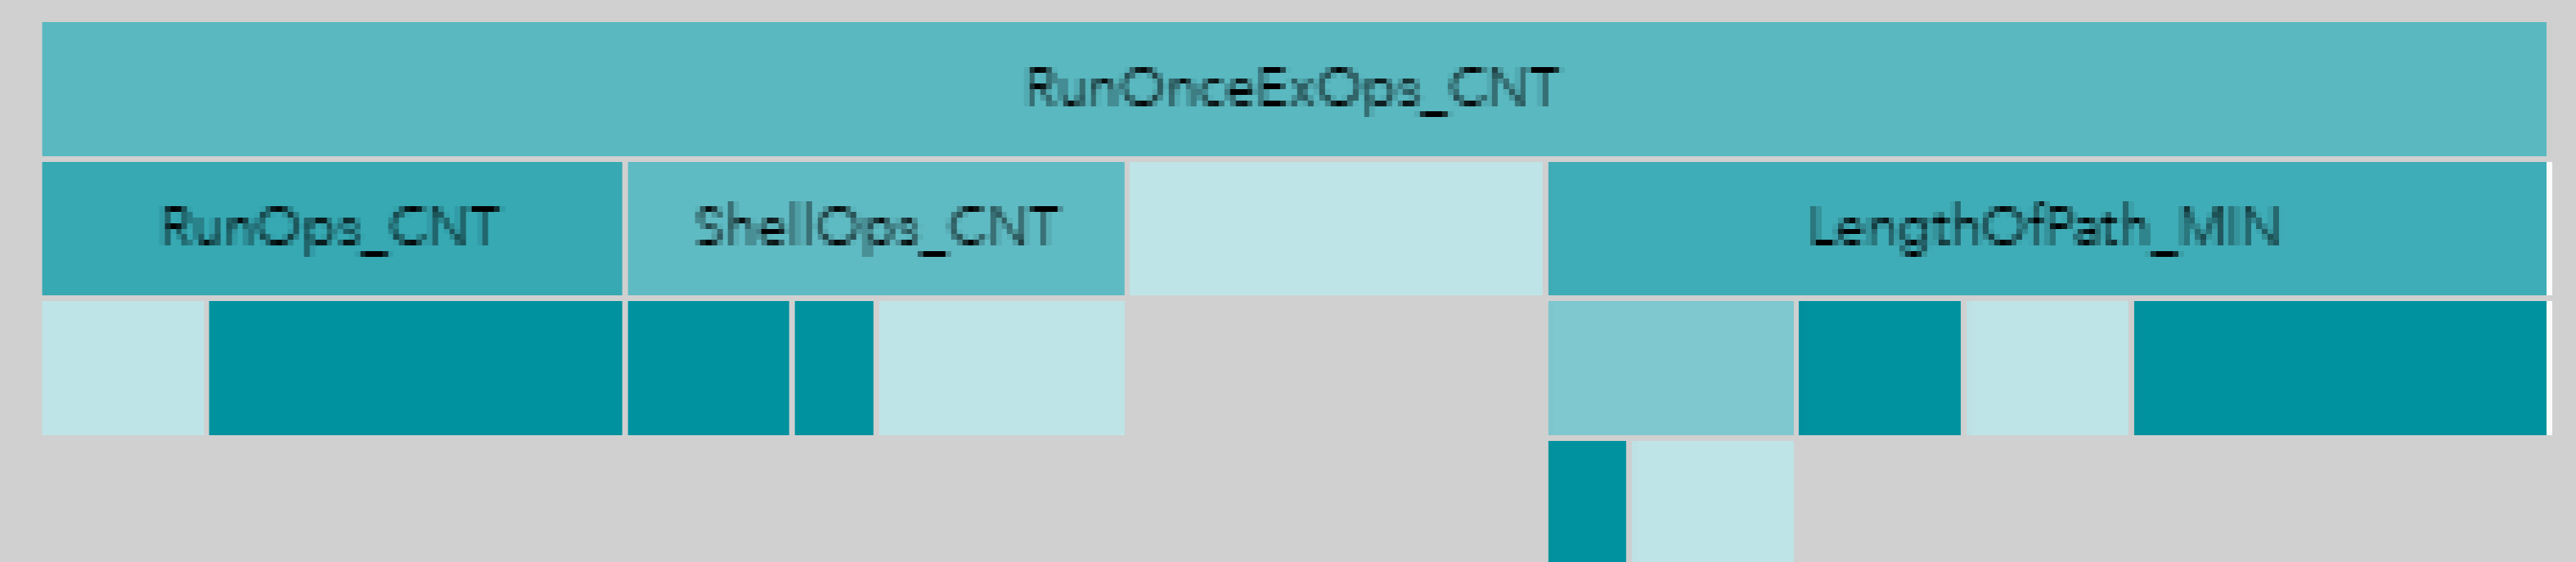 RunOnceExOps_CNT
RunOps_CNT ShellOps_CNT LengthOfPath_MIN